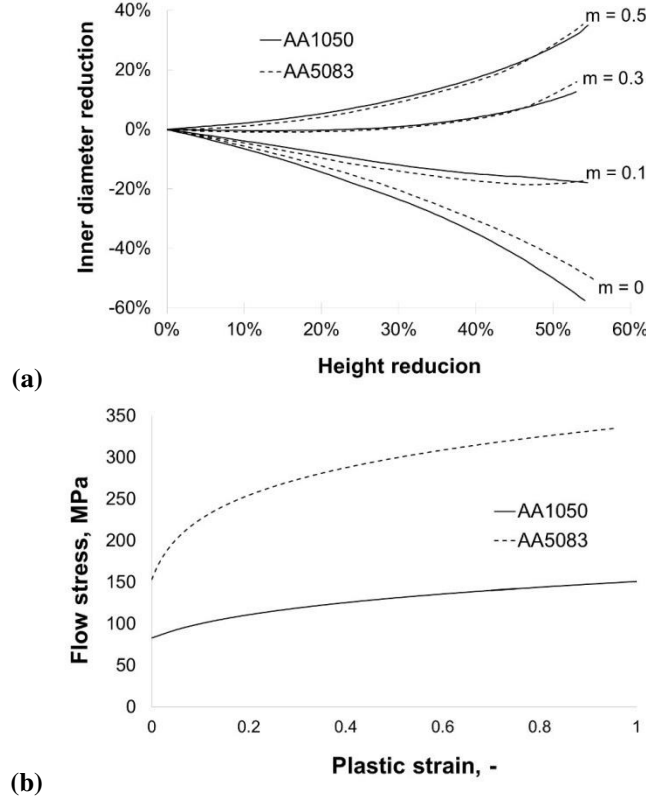 40%
20%
0%
-20%
-40%
-60%
Inner diameter reduction
AA1050
AA5083
m = 0.5
m = 0.3
m = 0.1
m = 0
0% 10% 20% 30% 40% 50% 60%
Height reducion
(a)
350
300
250
200
150
100
50
0
Flow stress, MPa
AA1050
AA5083
0 0.2 0.4 0.6 0.8 1
Plastic strain, -
(b)